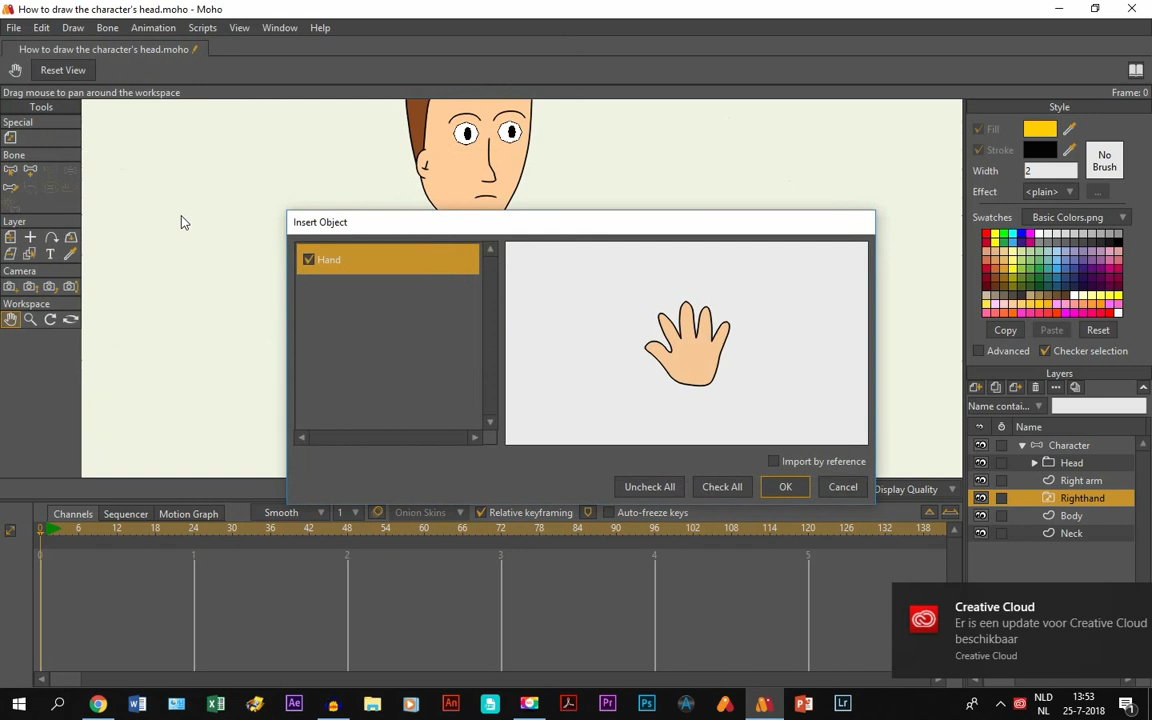 How to draw the character's head.moho - Moho
File Edit Draw Bone Animation Scripts View Window Help
How to draw the character's head.moho
Reset View
Drag mouse to pan around the workspace
Frame: 0
Tools
Special
Bone
Layer
Camera
Workspace
Insert Object
Hand
Import by reference
Uncheck All Check All OK Cancel
Style
Fill
Stroke
No
Brush
Width 2
Effect <plain> ...
Swatches Basic Colors.png
Copy Paste Reset
Advanced Checker selection
Layers
Name contai...
Name
Character
Head
Right arm
Righthand
Body
Neck
Display Quality
Channels Sequencer Motion Graph Smooth 1 Onion Skins Relative keyframing Auto-freeze keys
0 6 12 18 24 30 36 42 48 54 60 66 72 78 84 90 96 102 108 114 120 126 132 138
0 1 2 3 4 5
Creative Cloud
Er is een update voor Creative Cloud
beschikbaar
Creative Cloud
NLD
NL
13:53
25-7-2018